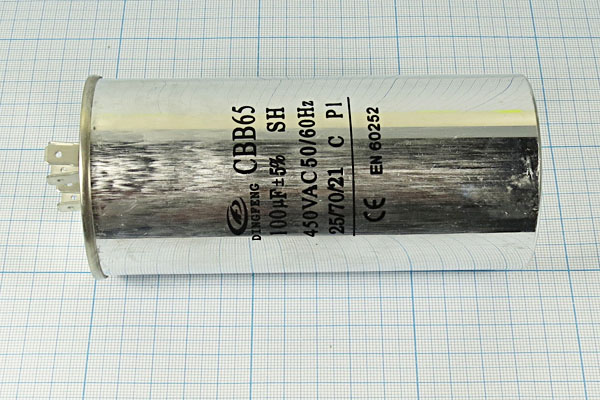 DINGFENG CBB65
100µF±5% SH
450VAC 50/60Hz
25/70/21 C P1
CE EN 60252